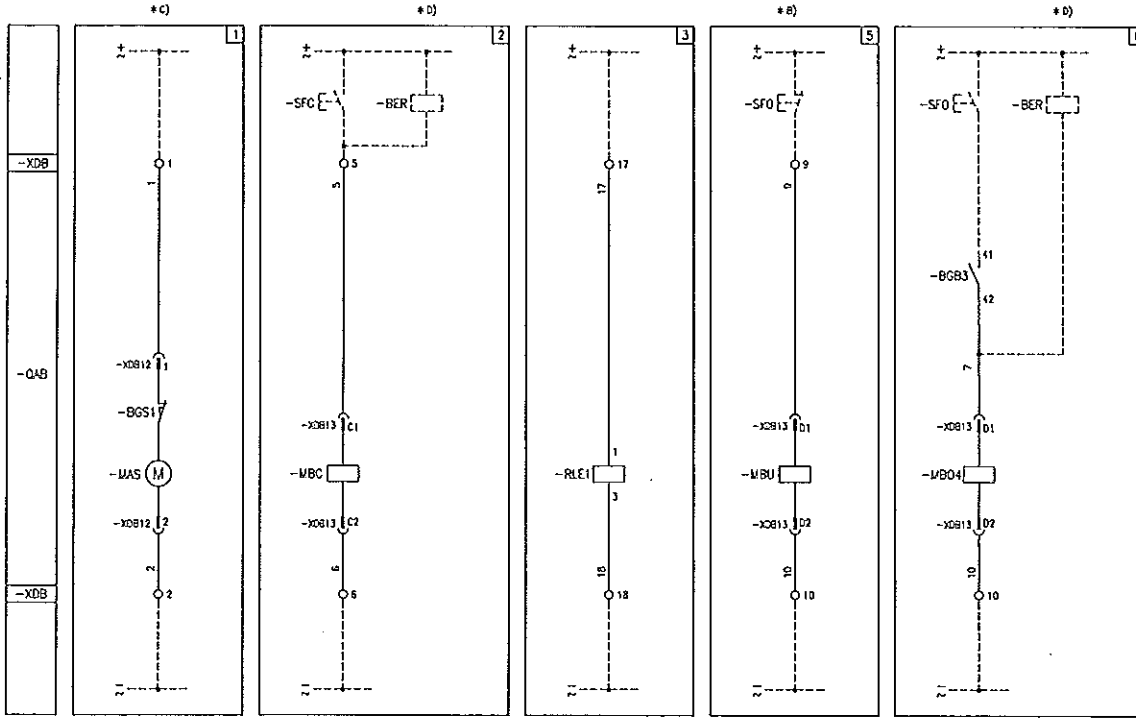 *C)
*D)
*B)
*D)
-XDB
-QAB
-XDB
1
1
1
-XDB12 1
-BGS1
-MAS M
-XDB12 2
2
2
2
-SFC
-BER
5
5
-XDB13 C1
-MBC
-XDB13 C2
6
6
3
17
17
1
-RLE1
3
18
18
5
-SFO
9
9
-XDB13 D1
-MBU
-XDB13 D2
10
10
-SFO
-BER
41
-BGB3
42
7
-XDB13 D1
-MBO4
-XDB13 D2
10
10